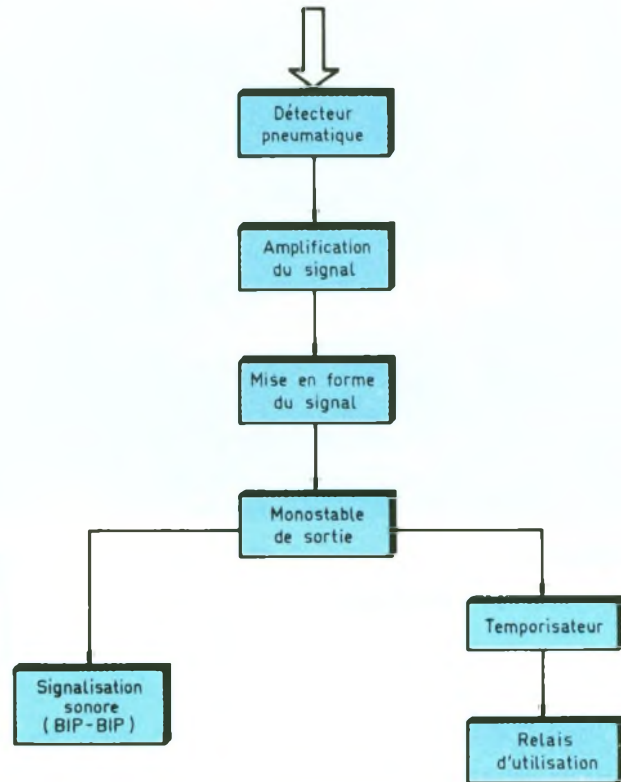 Détecteur
pneumatique
Amplification
du signal
Mise en forme
du signal
Monostable
de sortie
Temporisateur
Signalisation
sonore
(BIP-BIP)
Relais
d'utilisation